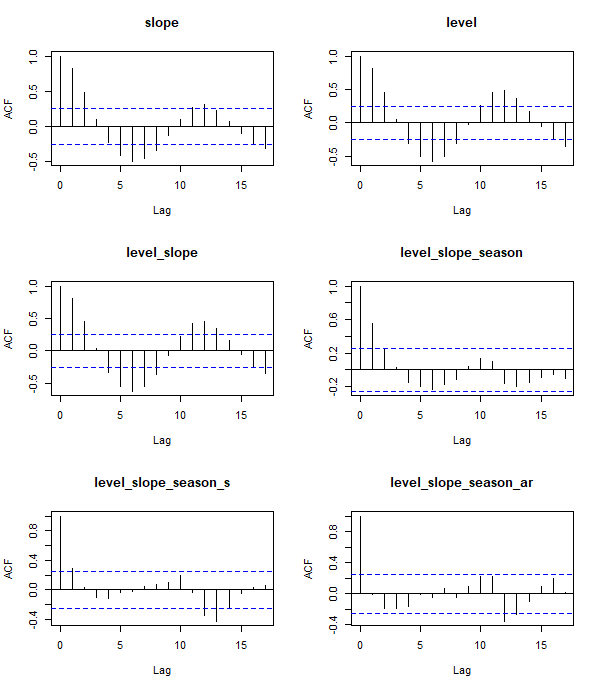 slope
ACF
-0.5 0.0 0.5 1.0
0 5 10 15
Lag
level
ACF
-0.5 0.0 0.5 1.0
0 5 10 15
Lag
level_slope
ACF
-0.5 0.0 0.5 1.0
0 5 10 15
Lag
level_slope_season
ACF
-0.2 0.2 0.6 1.0
0 5 10 15
Lag
level_slope_season_s
ACF
-0.4 0.0 0.4 0.8
0 5 10 15
Lag
level_slope_season_ar
ACF
-0.4 0.0 0.4 0.8
0 5 10 15
Lag